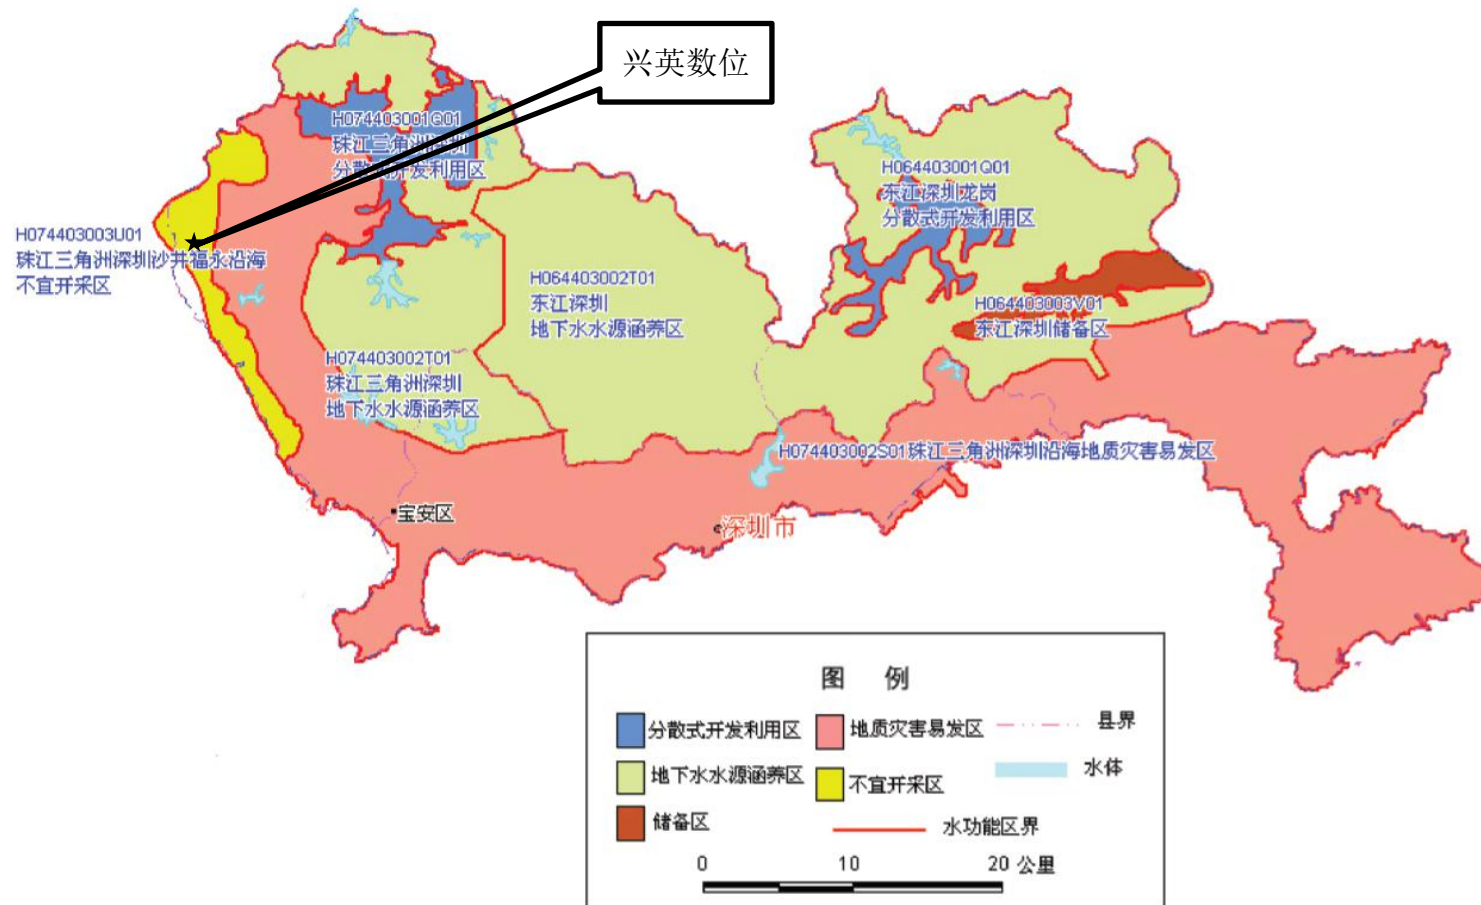 兴英数位
H074403001Q01
珠江三角洲深圳
分散式开发利用区
H064403001Q01
东江深圳龙岗
分散式开发利用区
H074403003U01
珠江三角洲深圳沙井福永沿海
不宜开采区
H064403002T01
东江深圳
地下水水源涵养区
H064403003V01
东江深圳储备区
H074403002T01
珠江三角洲深圳
地下水水源涵养区
H074403002S01珠江三角洲深圳沿海地质灾害易发区
宝安区
深圳市
图 例
分散式开发利用区
地质灾害易发区
县界
地下水水源涵养区
不宜开采区
水体
储备区
水功能区界
0 10 20 公里